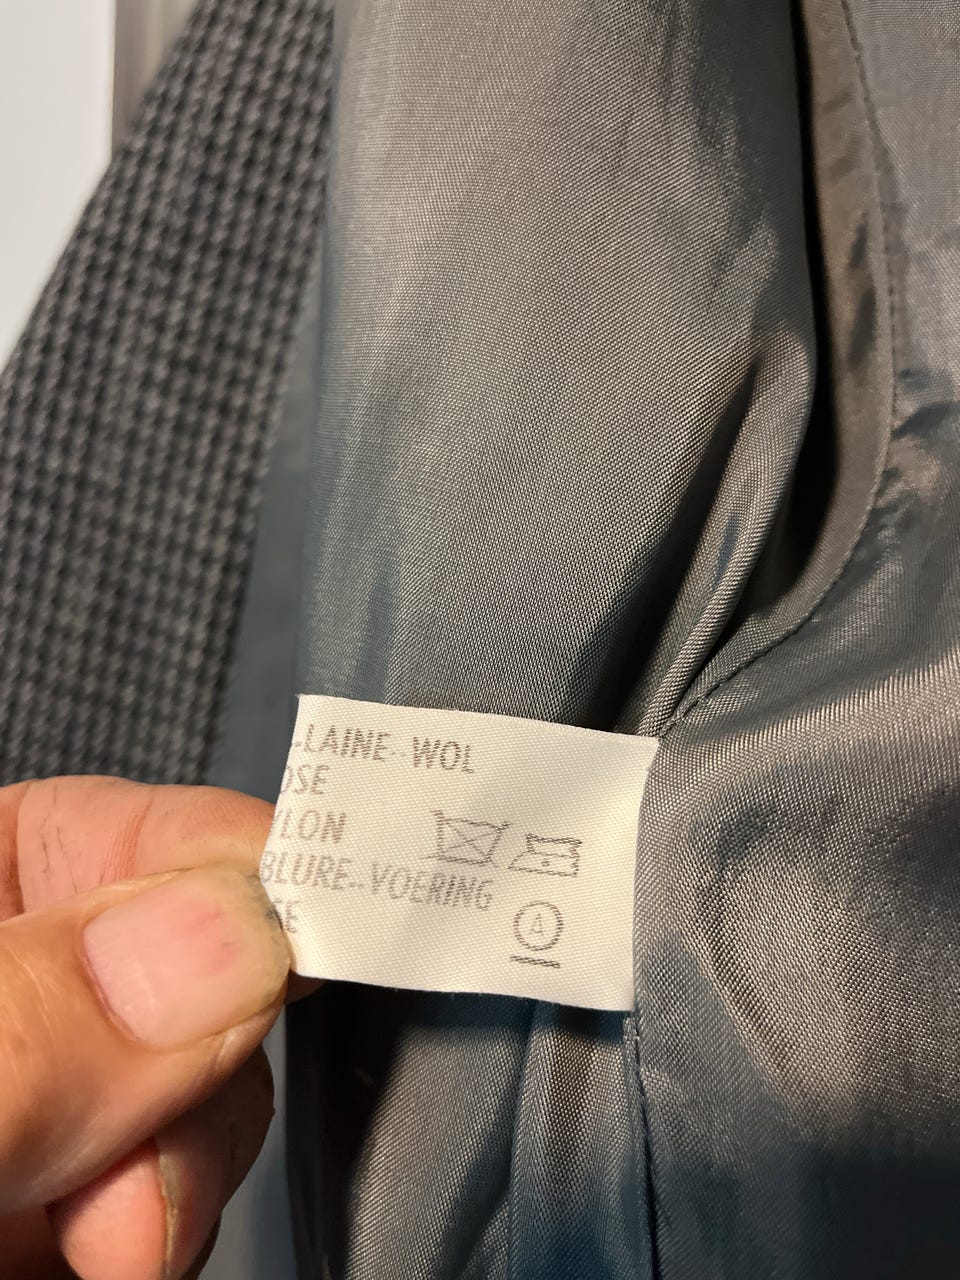 -LAINE..WOL
OSE
YLON
BLURE..VOERING
SE
A